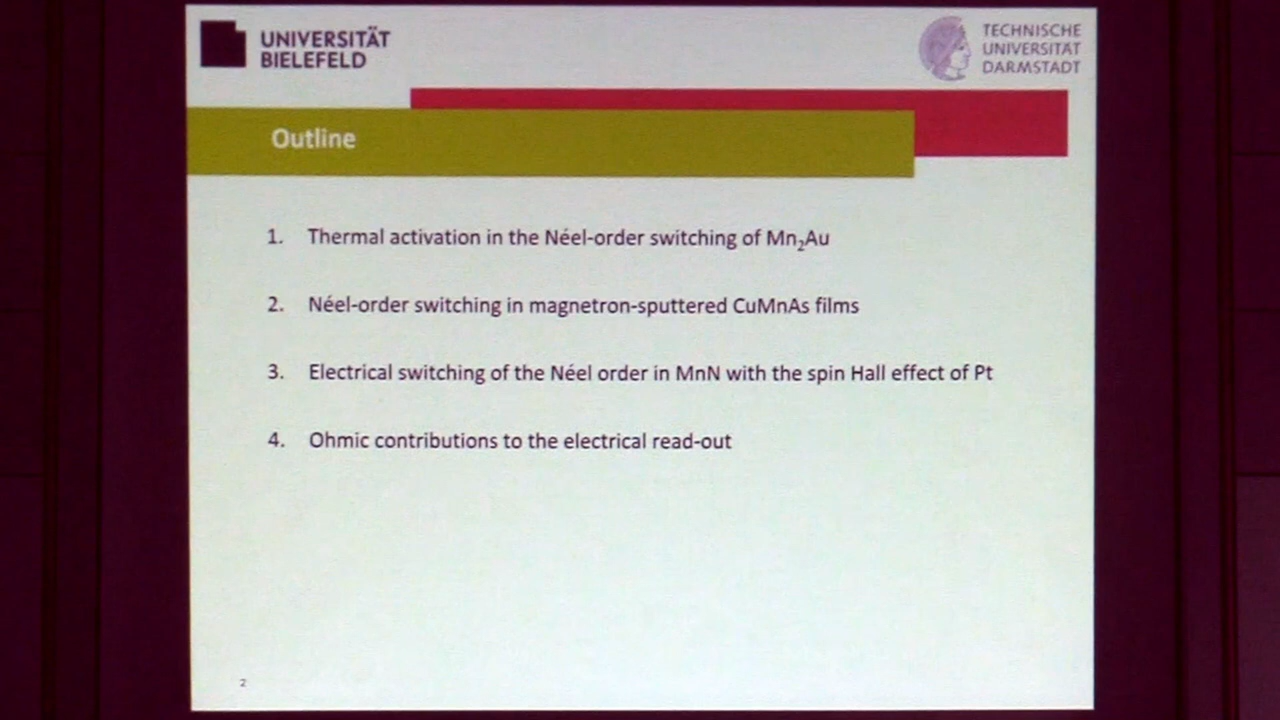 UNIVERSITÄT
BIELEFELD
TECHNISCHE
UNIVERSITÄT
DARMSTADT
Outline
1. Thermal activation in the Néel-order switching of Mn₂Au
2. Néel-order switching in magnetron-sputtered CuMnAs films
3. Electrical switching of the Néel order in MnN with the spin Hall effect of Pt
4. Ohmic contributions to the electrical read-out
2